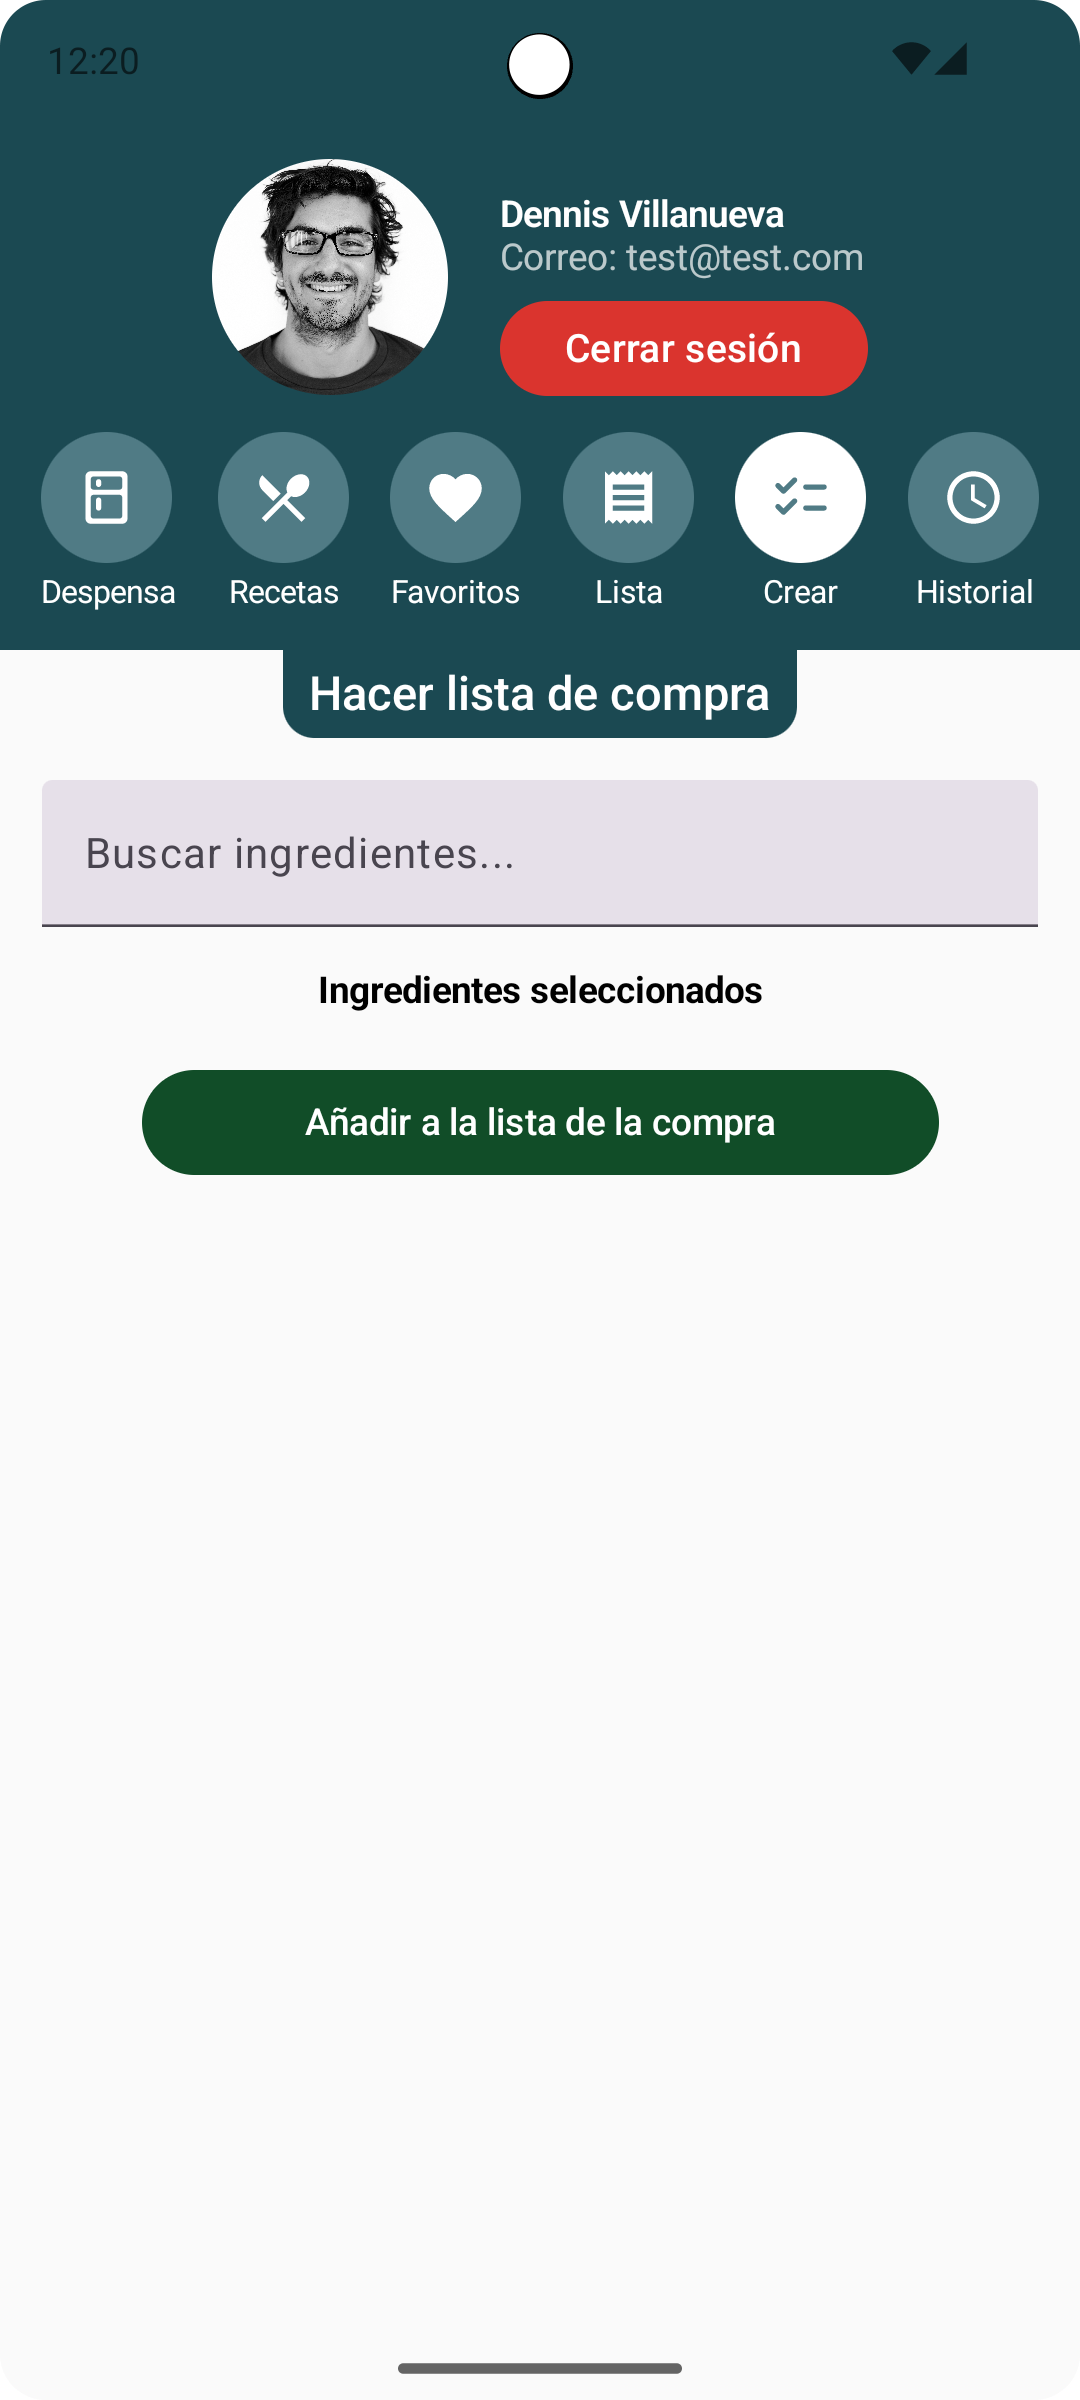 12:20
Dennis Villanueva
Correo: test@test.com
Cerrar sesión
Despensa
Recetas
Favoritos
Lista
Crear
Historial
Hacer lista de compra
Buscar ingredientes...
Ingredientes seleccionados
Añadir a la lista de la compra